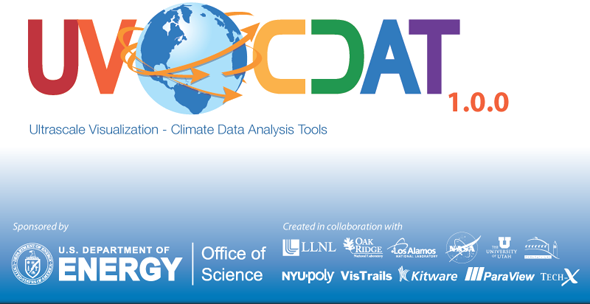 UV CDAT
1.0.0
Ultrascale Visualization - Climate Data Analysis Tools
Sponsored by
U.S. DEPARTMENT OF
ENERGY
Office of
Science
Created in collaboration with
LLNL
OAK RIDGE
National Laboratory
Los Alamos
NATIONAL LABORATORY
NASA
THE UNIVERSITY OF UTAH
NYU:poly
VisTrails
Kitware
ParaView
TECH-X